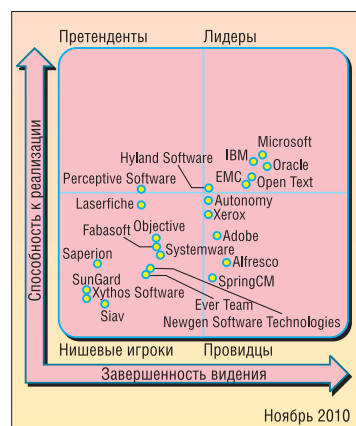 Претенденты
Лидеры
Способность к реализации
Microsoft
IBM
Oracle
Hyland Software
EMC
Open Text
Perceptive Software
Autonomy
Laserfiche
Xerox
Objective
Adobe
Fabasoft
Systemware
Saperion
Alfresco
SunGard
SpringCM
Xythos Software
Ever Team
Siav
Newgen Software Technologies
Нишевые игроки
Провидцы
Завершенность видения
Ноябрь 2010